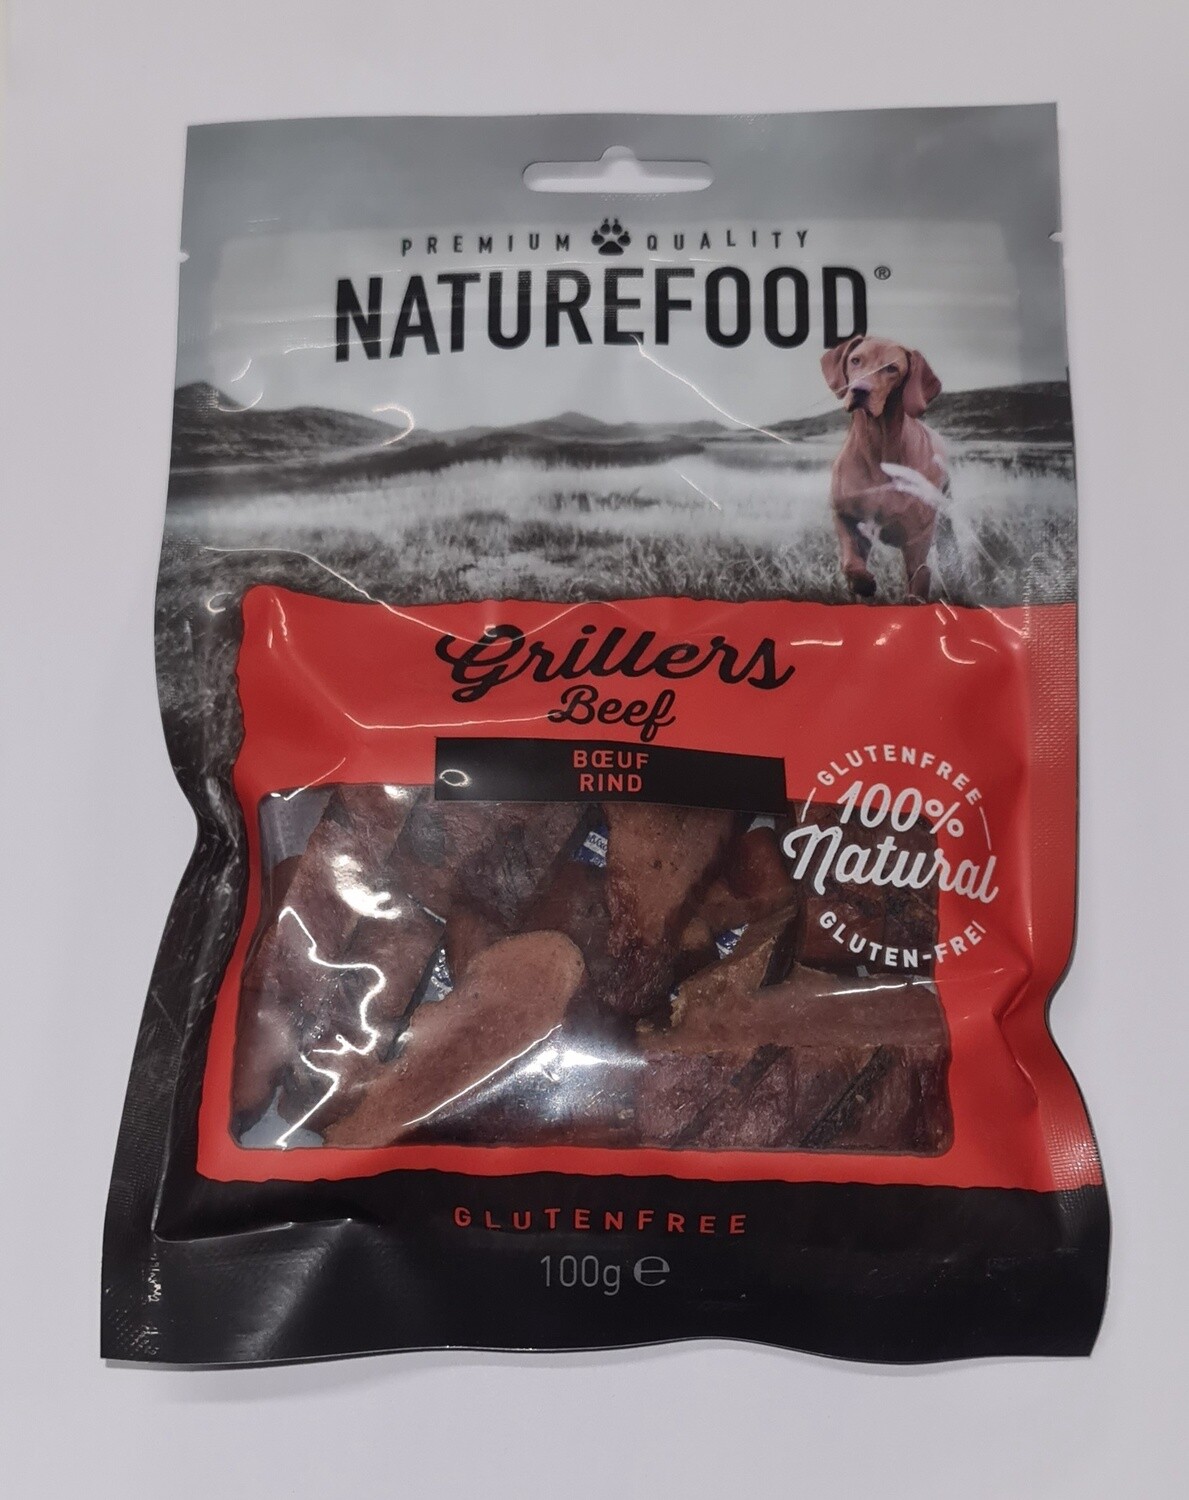 PREMIUM QUALITY
NATUREFOOD®
Grillers
Beef
BŒUF
RIND
GLUTENFREE
100%
Natural
GLUTEN-FREI
GLUTENFREE
100g ℮